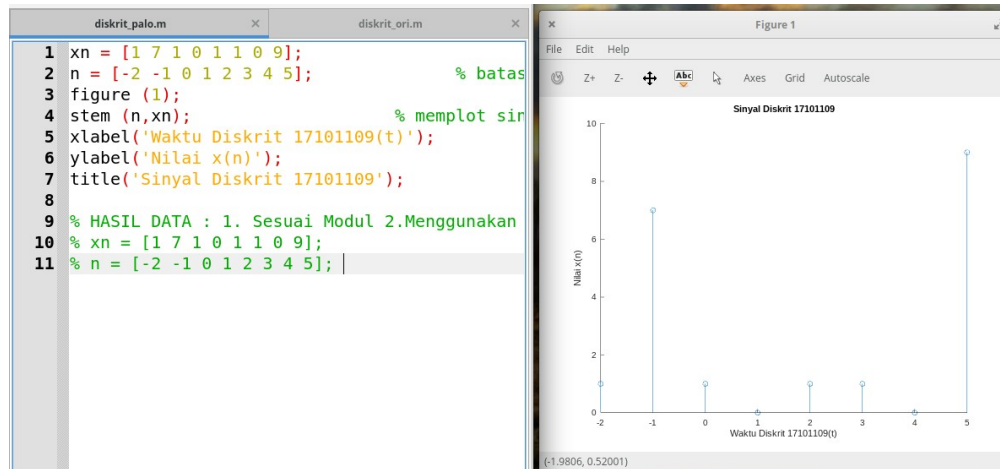 diskrit_palo.m ×
diskrit_ori.m ×
1 xn = [1 7 1 0 1 1 0 9];
2 n = [-2 -1 0 1 2 3 4 5]; % batas
3 figure (1);
4 stem (n,xn); % memplot sin
5 xlabel('Waktu Diskrit 17101109(t)');
6 ylabel('Nilai x(n)');
7 title('Sinyal Diskrit 17101109');
8
9 % HASIL DATA : 1. Sesuai Modul 2.Menggunakan
10 % xn = [1 7 1 0 1 1 0 9];
11 % n = [-2 -1 0 1 2 3 4 5];
× Figure 1
File Edit Help
Z+ Z- Abc Axes Grid Autoscale
Sinyal Diskrit 17101109
10
8
6
4
2
0
Nilai x(n)
-2 -1 0 1 2 3 4 5
Waktu Diskrit 17101109(t)
(-1.9806, 0.52001)